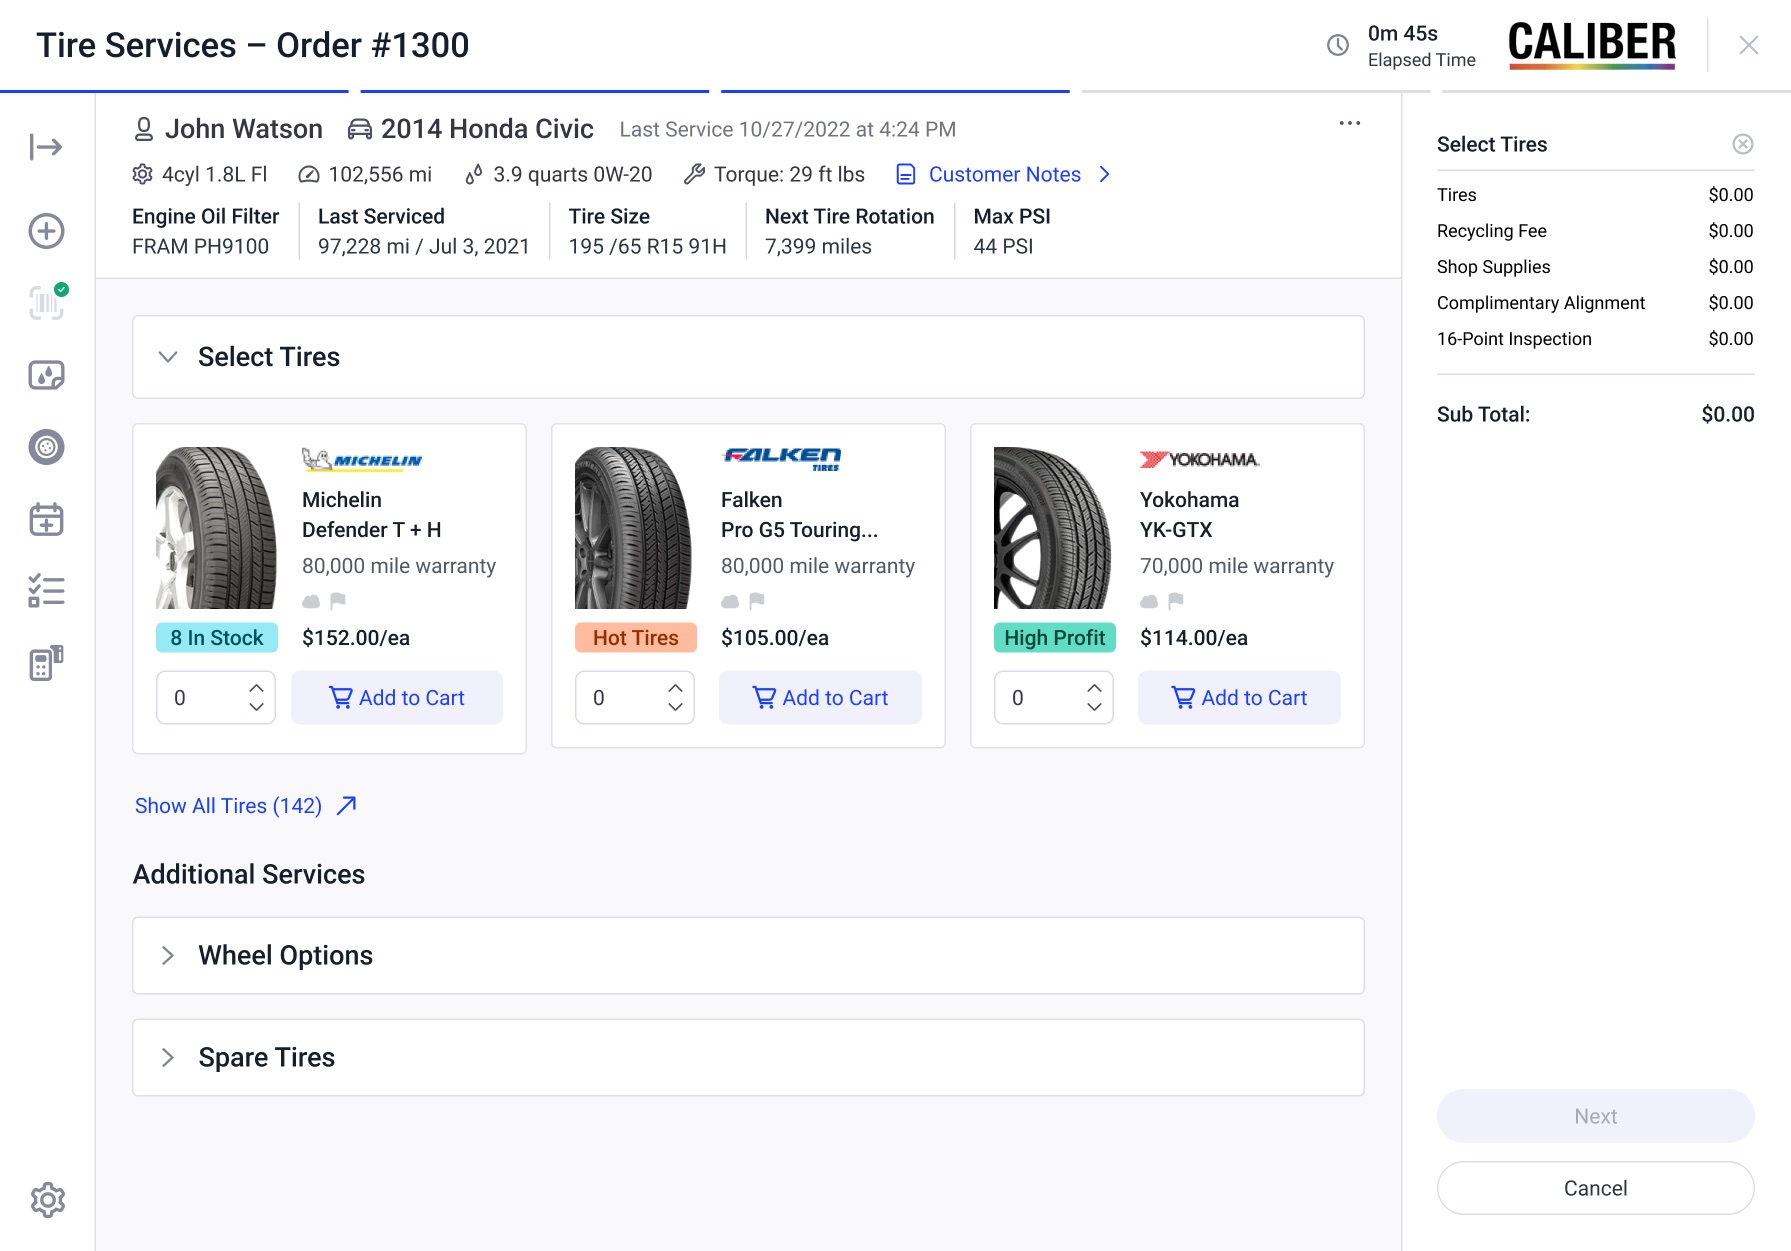 Tire Services – Order #1300
0m 45s
Elapsed Time
CALIBER
John Watson
2014 Honda Civic
Last Service 10/27/2022 at 4:24 PM
4cyl 1.8L Fl
102,556 mi
3.9 quarts 0W-20
Torque: 29 ft lbs
Customer Notes
Engine Oil Filter
FRAM PH9100
Last Serviced
97,228 mi / Jul 3, 2021
Tire Size
195 /65 R15 91H
Next Tire Rotation
7,399 miles
Max PSI
44 PSI
Select Tires
MICHELIN
Michelin
Defender T + H
80,000 mile warranty
8 In Stock
$152.00/ea
0
Add to Cart
FALKEN
TIRES
Falken
Pro G5 Touring...
80,000 mile warranty
Hot Tires
$105.00/ea
0
Add to Cart
YOKOHAMA
Yokohama
YK-GTX
70,000 mile warranty
High Profit
$114.00/ea
0
Add to Cart
Show All Tires (142)
Additional Services
Wheel Options
Spare Tires
Select Tires
Tires $0.00
Recycling Fee $0.00
Shop Supplies $0.00
Complimentary Alignment $0.00
16-Point Inspection $0.00
Sub Total: $0.00
Next
Cancel